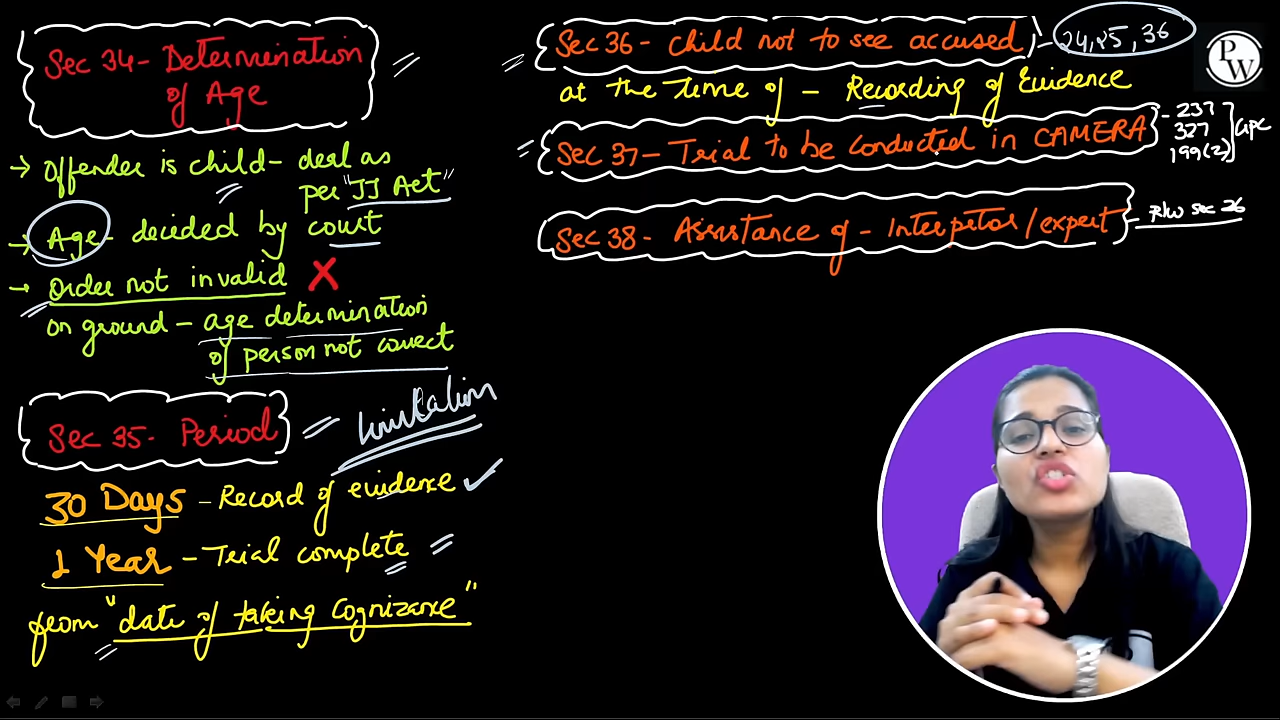 Sec 34- Determination
of Age
→ Offender is child- deal as
per "JJ Act"
→ Age- decided by court
→ Order not invalid
on ground - age determination
of person not correct
Sec 35- Period
limitation
30 Days - Record of evidence
1 Year - Trial complete
from "date of taking Cognizance"
Sec 36- Child not to see accused - 24,25,36
at the time of - Recording of Evidence
Sec 37- Trial to be conducted in CAMERA - 237
327
199(2)
CrPC
Sec 38- Assistance of - Interpetor/expert - R/w Sec 26
PW